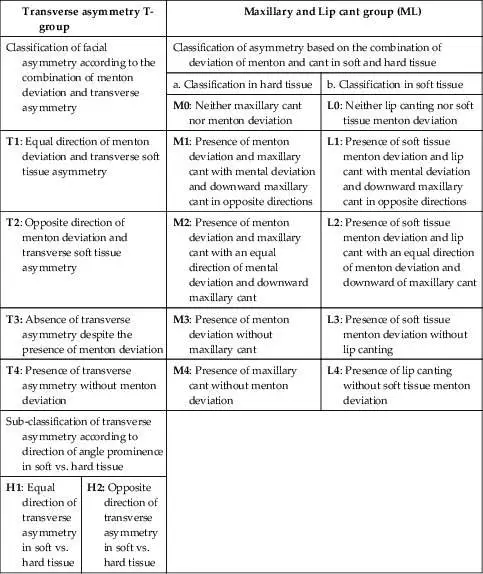 Transverse asymmetry T-
group
Maxillary and Lip cant group (ML)
Classification of facial
asymmetry according to the
combination of menton
deviation and transverse
asymmetry
Classification of asymmetry based on the combination of
deviation of menton and cant in soft and hard tissue
a. Classification in hard tissue
b. Classification in soft tissue
M0: Neither maxillary cant
nor menton deviation
L0: Neither lip canting nor soft
tissue menton deviation
T1: Equal direction of menton
deviation and transverse soft
tissue asymmetry
M1: Presence of menton
deviation and maxillary
cant with mental deviation
and downward maxillary
cant in opposite directions
L1: Presence of soft tissue
menton deviation and lip
cant with mental deviation
and downward maxillary
cant in opposite directions
T2: Opposite direction of
menton deviation and
transverse soft tissue
asymmetry
M2: Presence of menton
deviation and maxillary
cant with an equal
direction of mental
deviation and downward
maxillary cant
L2: Presence of soft tissue
menton deviation and lip
cant with an equal direction
of menton deviation and
downward of maxillary cant
T3: Absence of transverse
asymmetry despite the
presence of menton deviation
M3: Presence of menton
deviation without
maxillary cant
L3: Presence of soft tissue
menton deviation without
lip canting
T4: Presence of transverse
asymmetry without menton
deviation
M4: Presence of maxillary
cant without menton
deviation
L4: Presence of lip canting
without soft tissue menton
deviation
Sub-classification of transverse
asymmetry according to
direction of angle prominence
in soft vs. hard tissue
H1: Equal
direction of
transverse
asymmetry
in soft vs.
hard tissue
H2: Opposite
direction of
transverse
asymmetry
in soft vs.
hard tissue